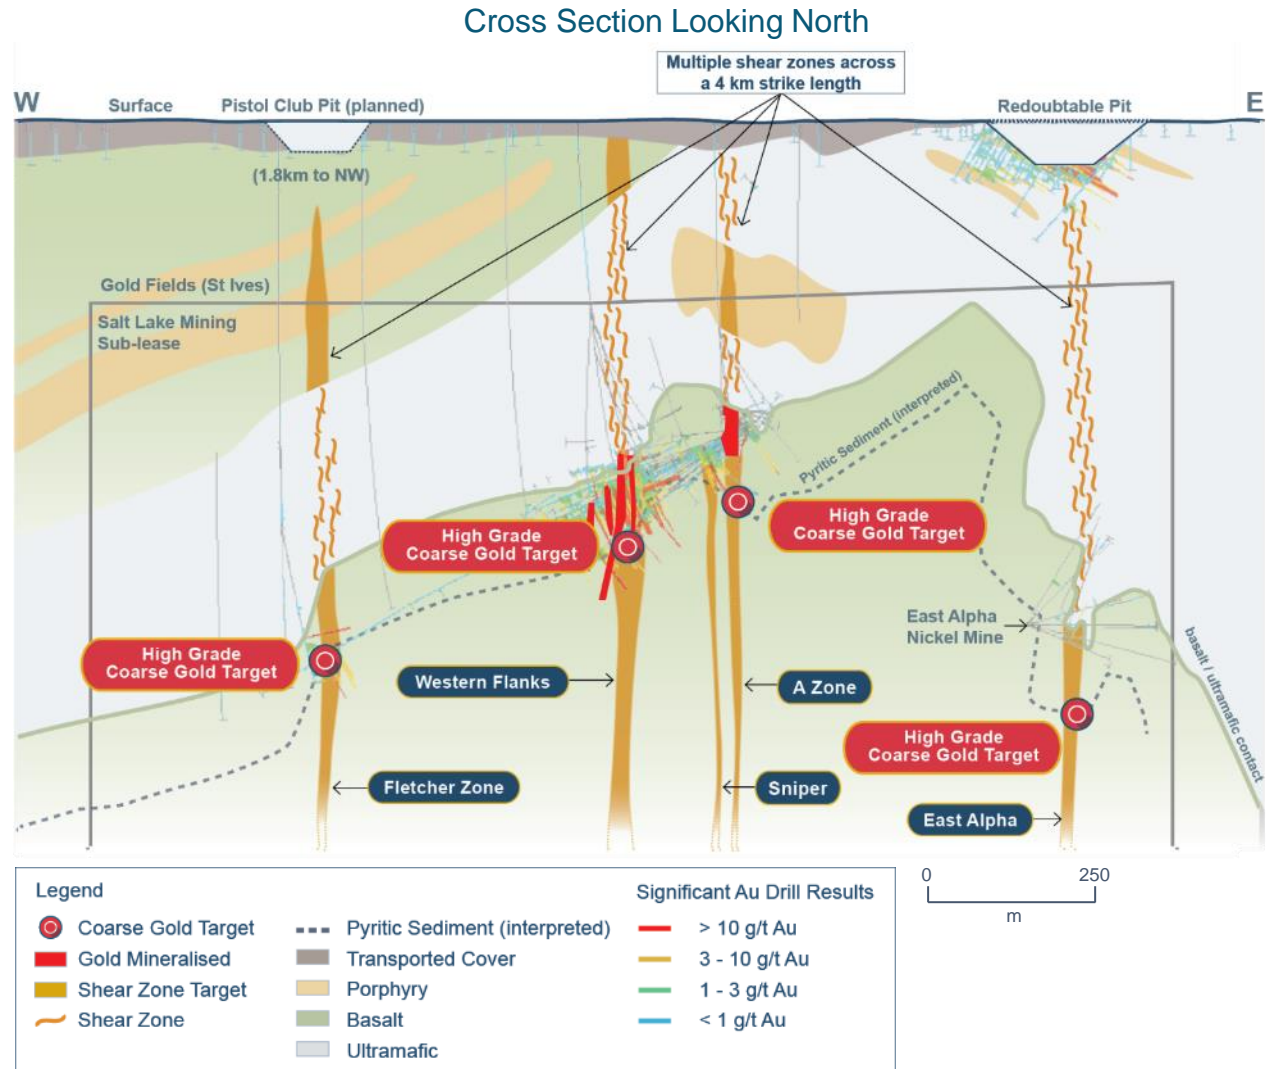 Cross Section Looking North
Multiple shear zones across
a 4 km strike length
W
Surface
Pistol Club Pit (planned)
Redoubtable Pit
E
(1.8km to NW)
Gold Fields (St Ives)
Salt Lake Mining
Sub-lease
Pyritic Sediment (interpreted)
High Grade
Coarse Gold Target
High Grade
Coarse Gold Target
East Alpha
Nickel Mine
basalt / ultramafic contact
High Grade
Coarse Gold Target
Western Flanks
A Zone
High Grade
Coarse Gold Target
Fletcher Zone
Sniper
East Alpha
Legend
Coarse Gold Target
Gold Mineralised
Shear Zone Target
Shear Zone
Pyritic Sediment (interpreted)
Transported Cover
Porphyry
Basalt
Ultramafic
Significant Au Drill Results
> 10 g/t Au
3 - 10 g/t Au
1 - 3 g/t Au
< 1 g/t Au
0 250
m